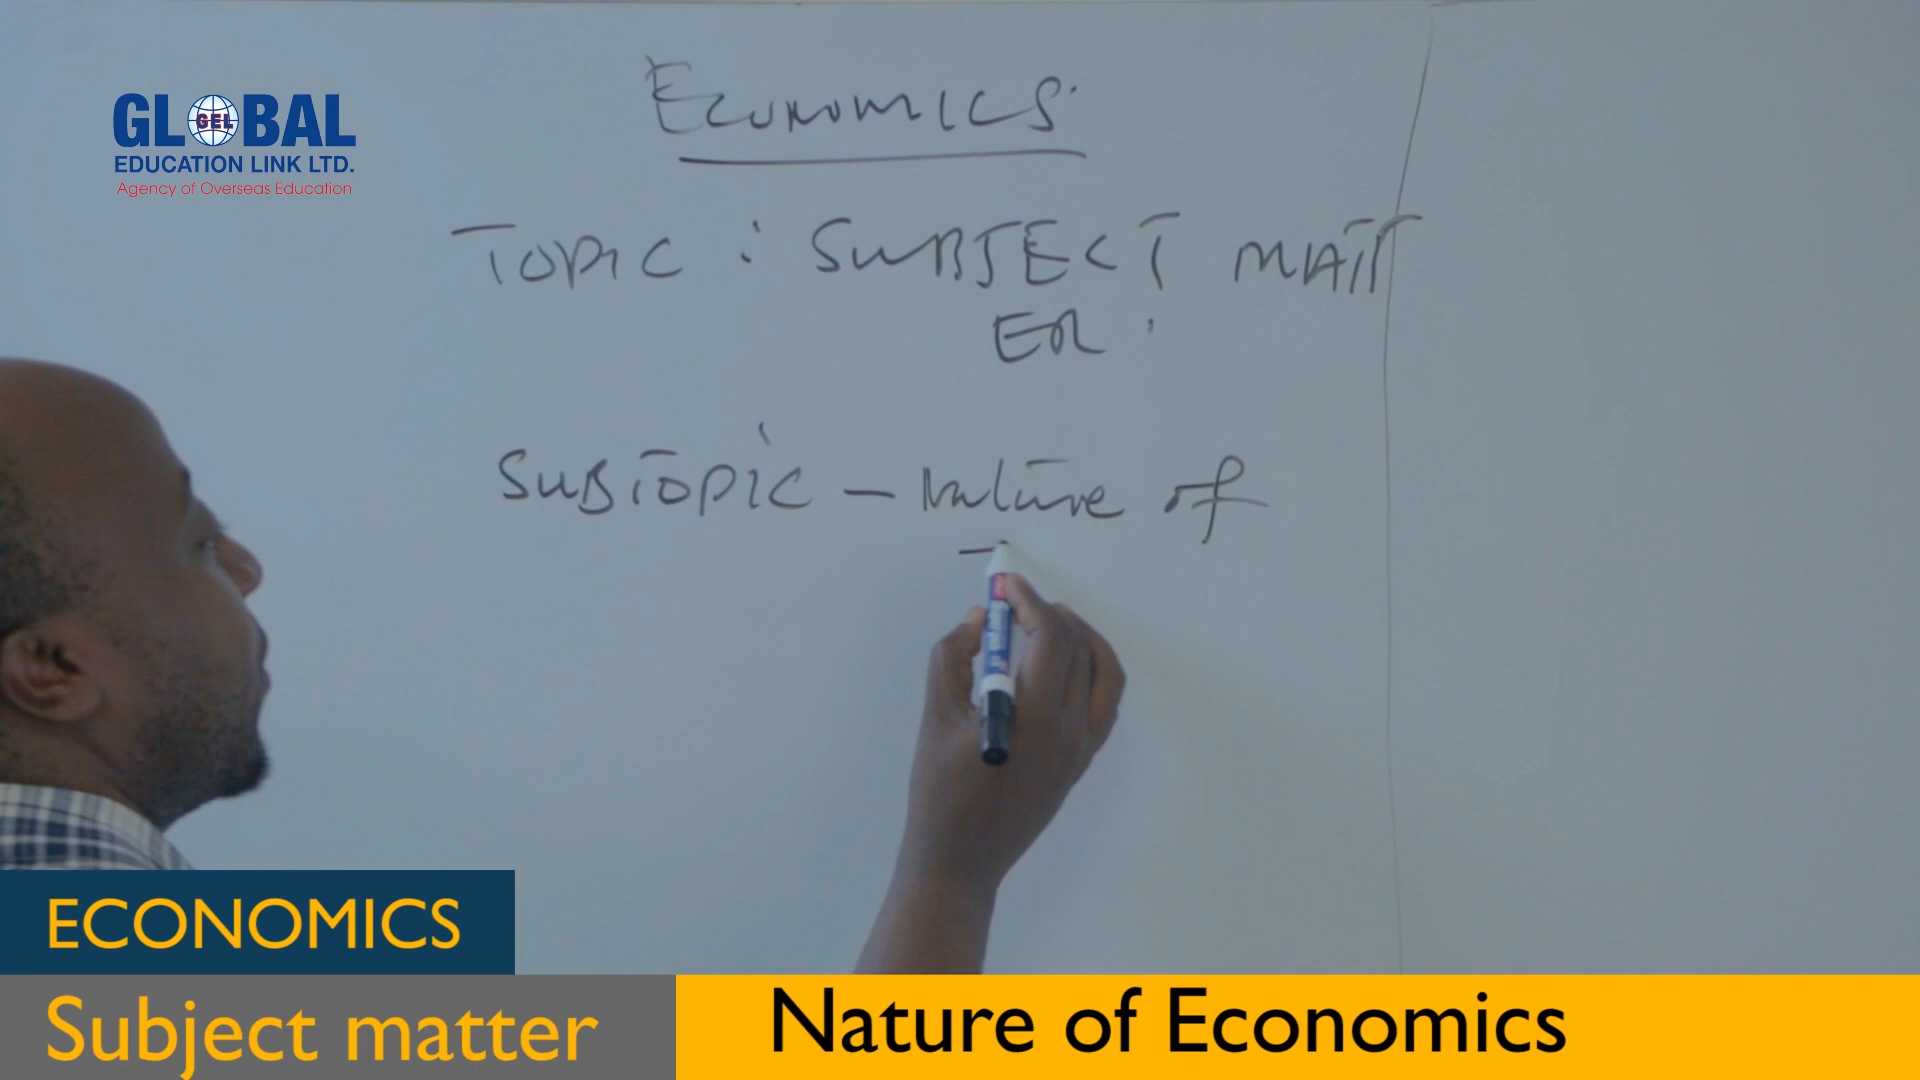 GLOBAL
GEL
EDUCATION LINK LTD.
Agency of Overseas Education
ECONOMICS.
TOPIC : SUBJECT MATT
ER.
SUBTOPIC – Nature of
ECONOMICS
Subject matter
Nature of Economics